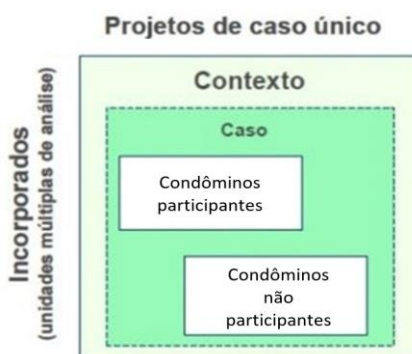 Projetos de caso único
Incorporados
(unidades múltiplas de análise)
Contexto
Caso
Condôminos
participantes
Condôminos
não
participantes